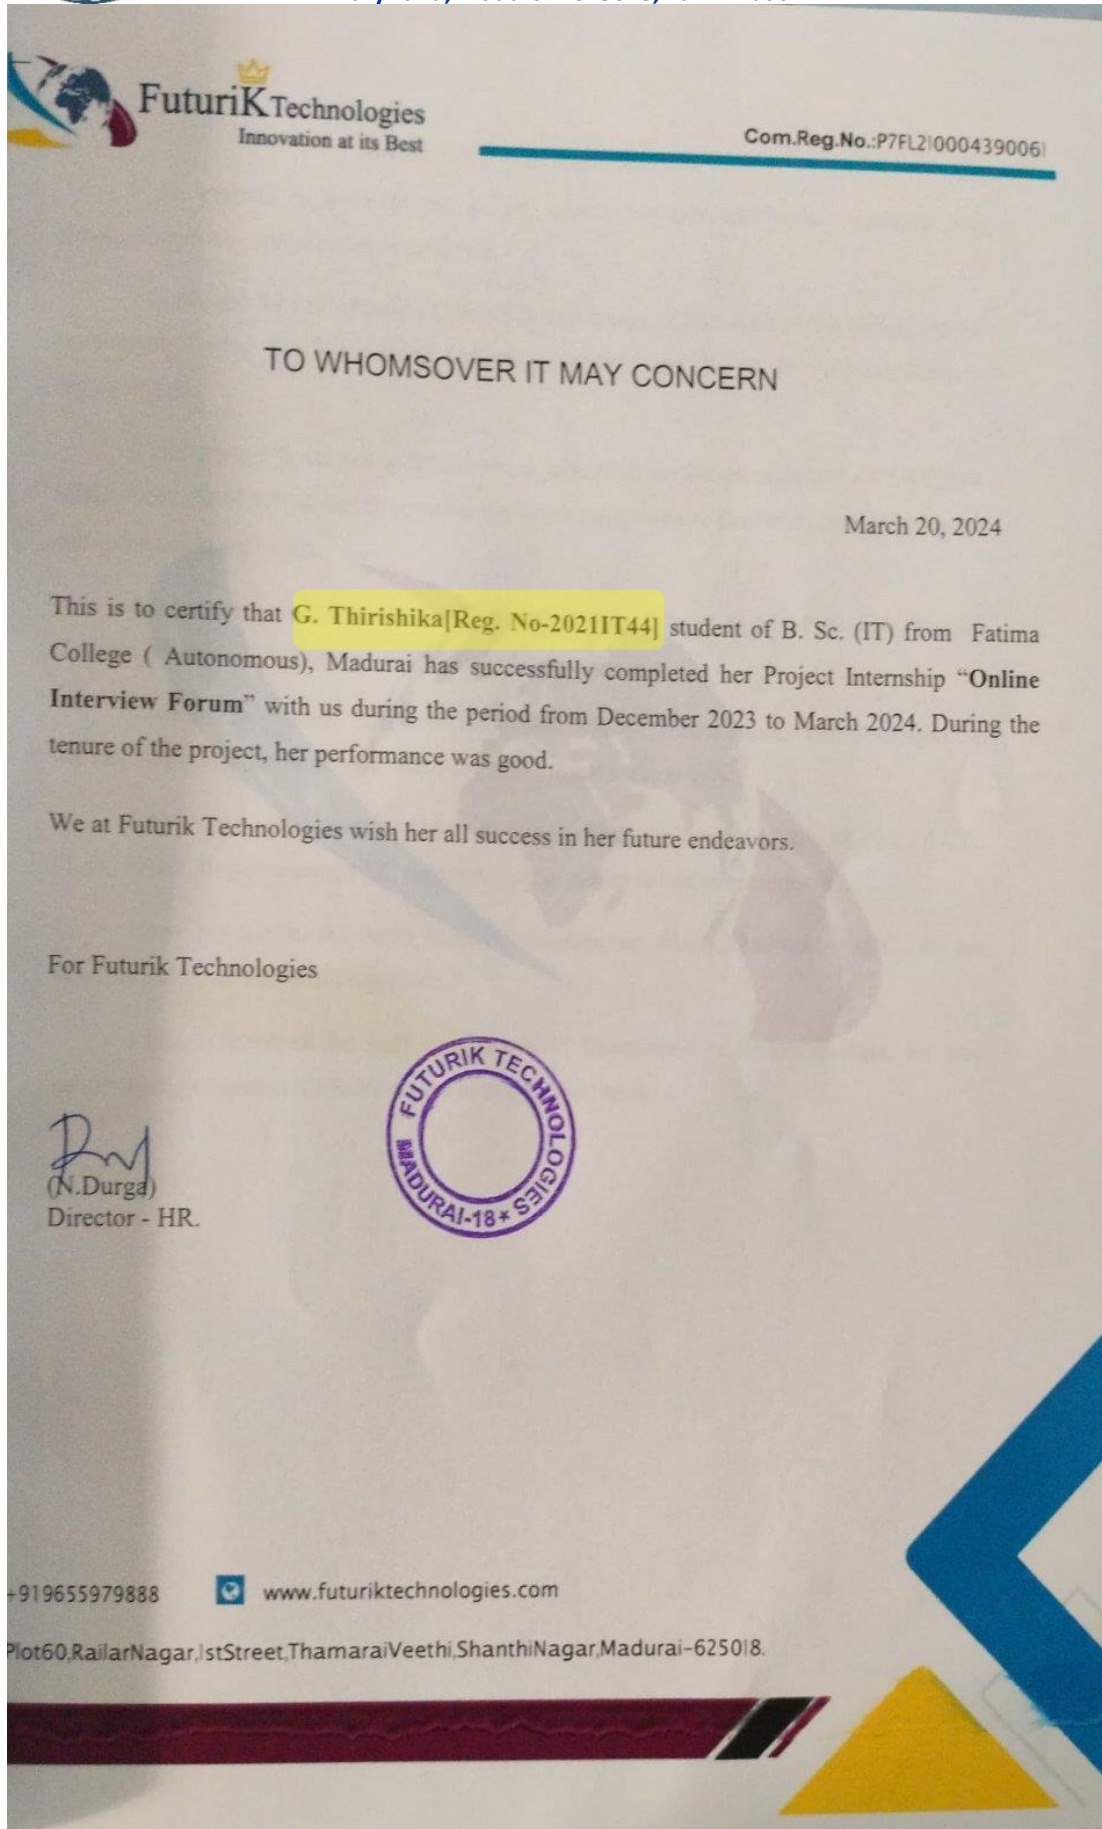 FuturiK Technologies
Innovation at its Best
Com.Reg.No.:P7FL210004390061
TO WHOMSOVER IT MAY CONCERN
March 20, 2024
This is to certify that G. Thirishika[Reg. No-2021IT44] student of B. Sc. (IT) from Fatima
College ( Autonomous), Madurai has successfully completed her Project Internship “Online
Interview Forum” with us during the period from December 2023 to March 2024. During the
tenure of the project, her performance was good.
We at Futurik Technologies wish her all success in her future endeavors.
For Futurik Technologies
FUTURIK TECHNOLOGIES
MADURAI-18*
(N.Durga)
Director - HR.
+919655979888 www.futuriktechnologies.com
Plot60,RailarNagar,1stStreet,ThamaraiVeethi,ShanthiNagar,Madurai-625018.